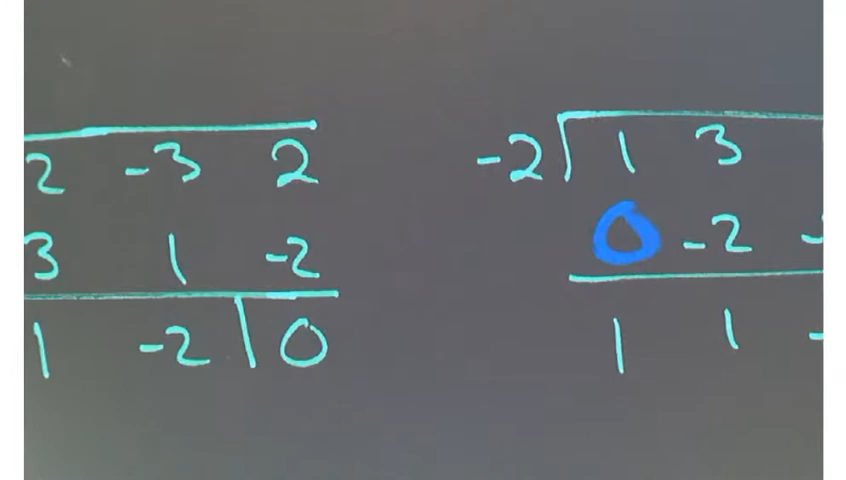 2 -3 2
3 1 -2
1 -2 | 0
-2 1 3
0 -2
1 1 -